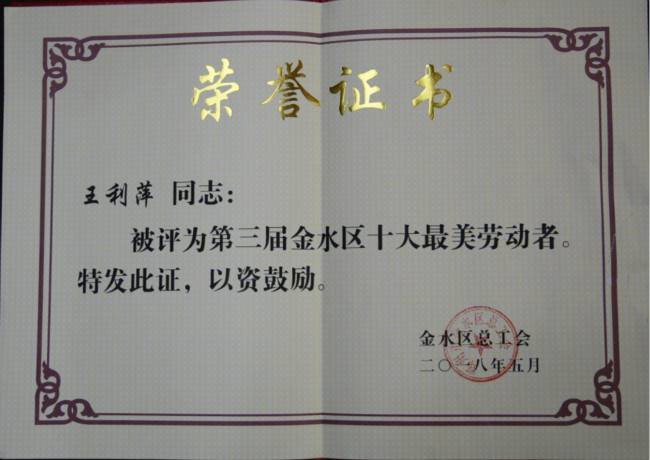 荣誉证书
王利萍 同志：
被评为第三届金水区十大最美劳动者。
特发此证，以资鼓励。
金水区总工会
二〇一八年五月